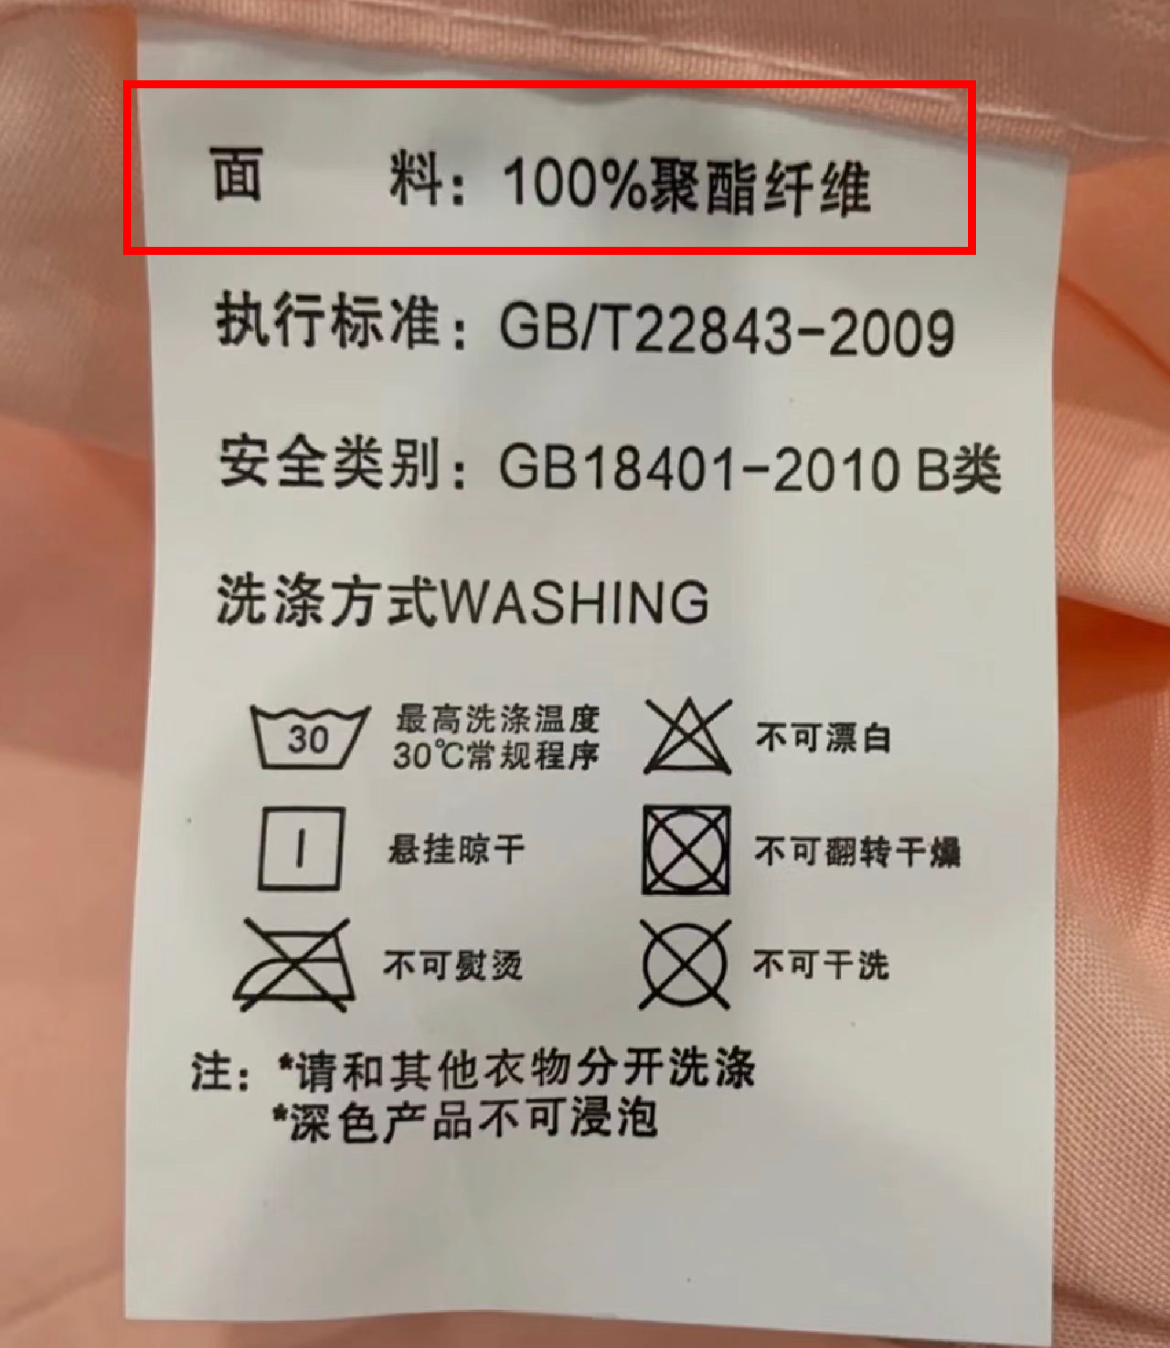 面 料：100%聚酯纤维
执行标准：GB/T22843-2009
安全类别：GB18401-2010 B类
洗涤方式WASHING
30 最高洗涤温度 不可漂白
30℃常规程序
悬挂晾干 不可翻转干燥
不可熨烫 不可干洗
注：*请和其他衣物分开洗涤
*深色产品不可浸泡